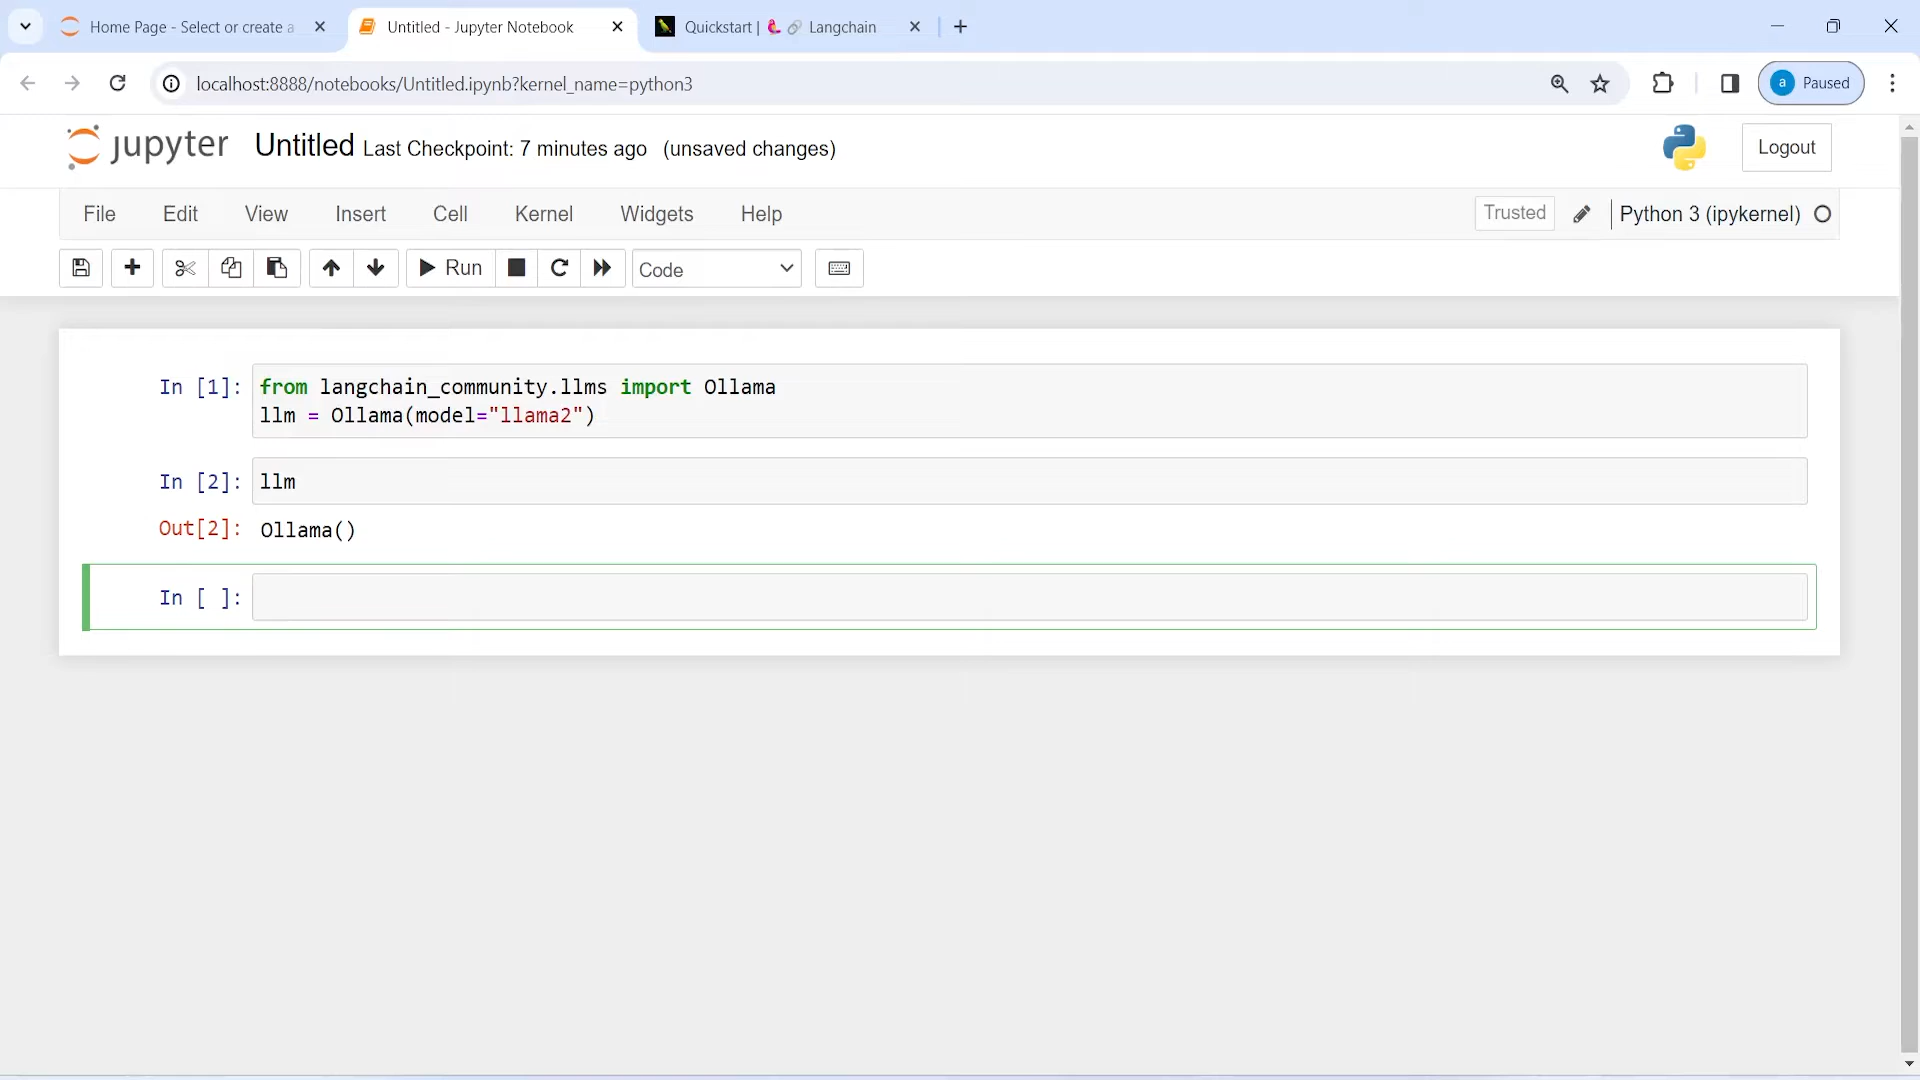 Home Page - Select or create a
Untitled - Jupyter Notebook
Quickstart | 🦜️🔗 Langchain
localhost:8888/notebooks/Untitled.ipynb?kernel_name=python3
a Paused
jupyter Untitled Last Checkpoint: 7 minutes ago (unsaved changes)
Logout
File Edit View Insert Cell Kernel Widgets Help
Trusted Python 3 (ipykernel)
Run Code
In [1]: from langchain_community.llms import Ollama
llm = Ollama(model="llama2")
In [2]: llm
Out[2]: Ollama()
In [ ]: